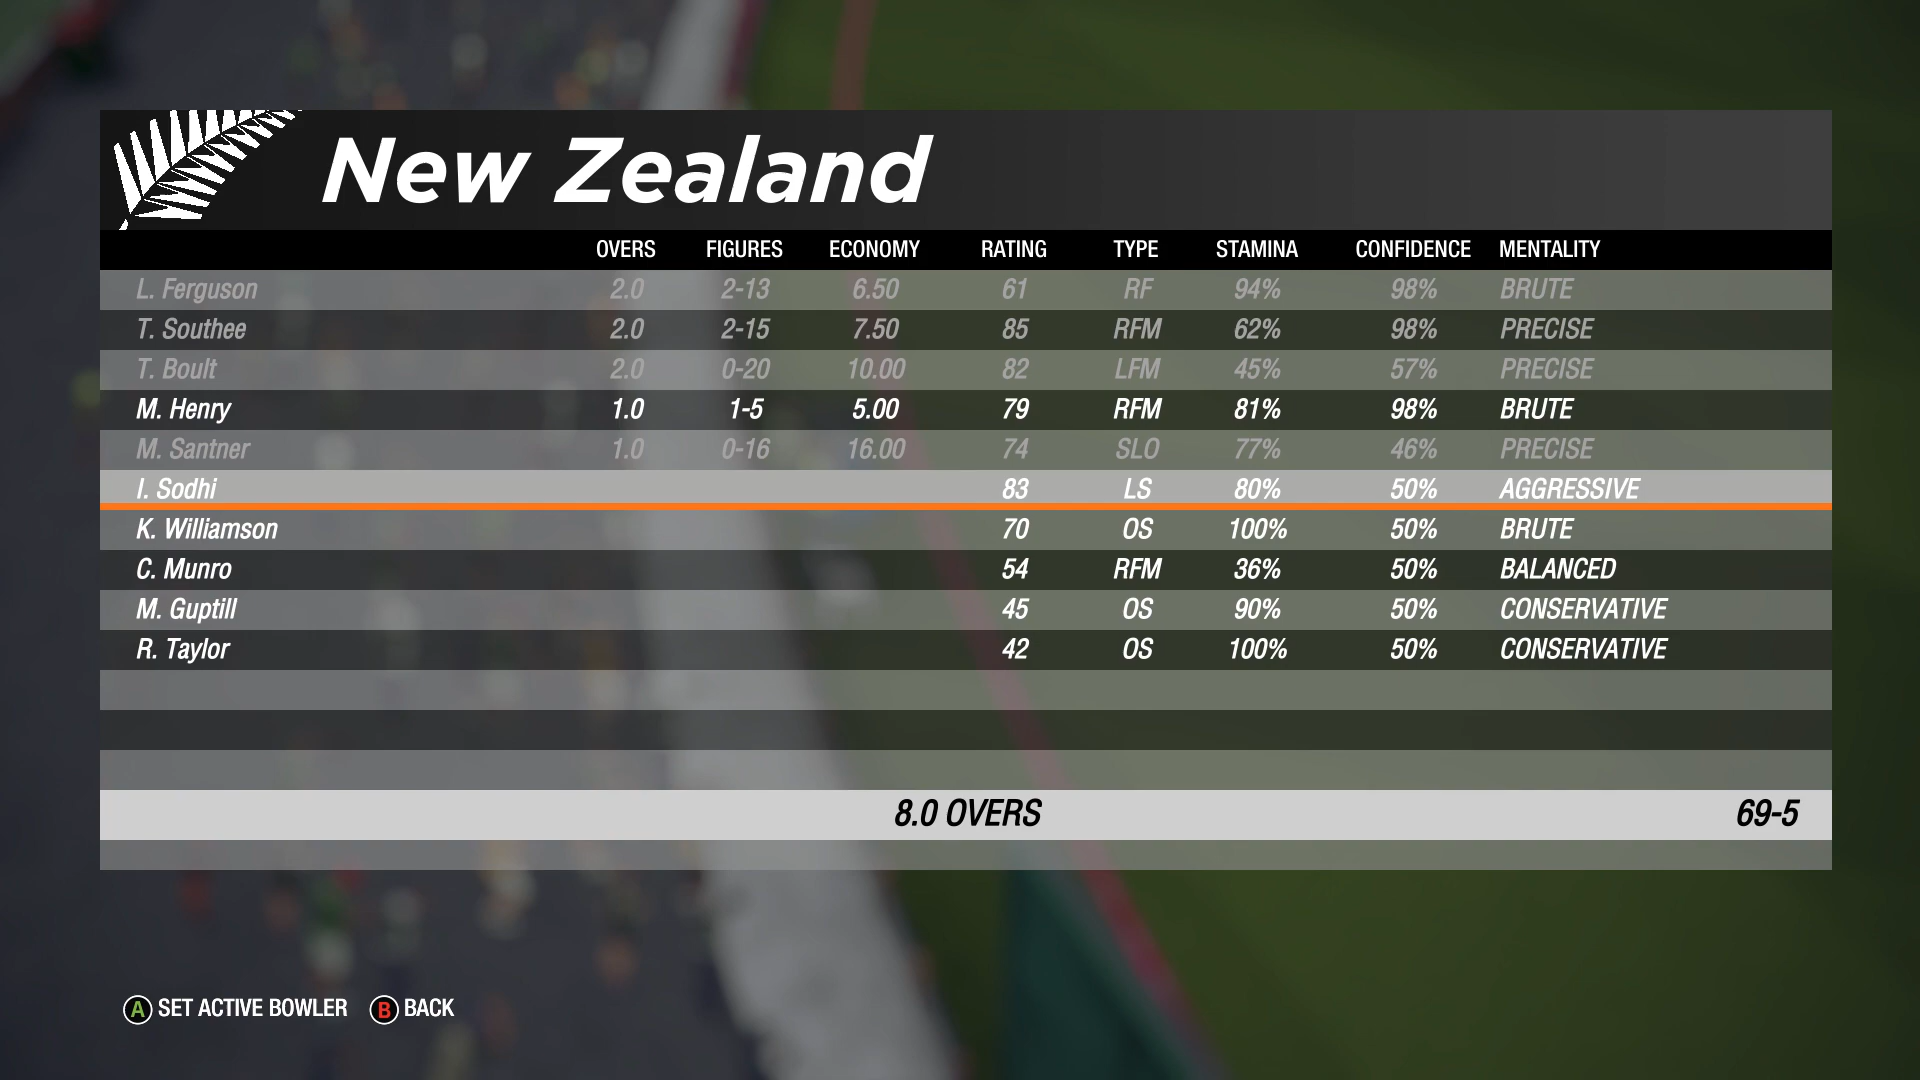 New Zealand
OVERS FIGURES ECONOMY RATING TYPE STAMINA CONFIDENCE MENTALITY
L. Ferguson 2.0 2-13 6.50 61 RF 94% 98% BRUTE
T. Southee 2.0 2-15 7.50 85 RFM 62% 98% PRECISE
T. Boult 2.0 0-20 10.00 82 LFM 45% 57% PRECISE
M. Henry 1.0 1-5 5.00 79 RFM 81% 98% BRUTE
M. Santner 1.0 0-16 16.00 74 SLO 77% 46% PRECISE
I. Sodhi 83 LS 80% 50% AGGRESSIVE
K. Williamson 70 OS 100% 50% BRUTE
C. Munro 54 RFM 36% 50% BALANCED
M. Guptill 45 OS 90% 50% CONSERVATIVE
R. Taylor 42 OS 100% 50% CONSERVATIVE
8.0 OVERS 69-5
A SET ACTIVE BOWLER B BACK